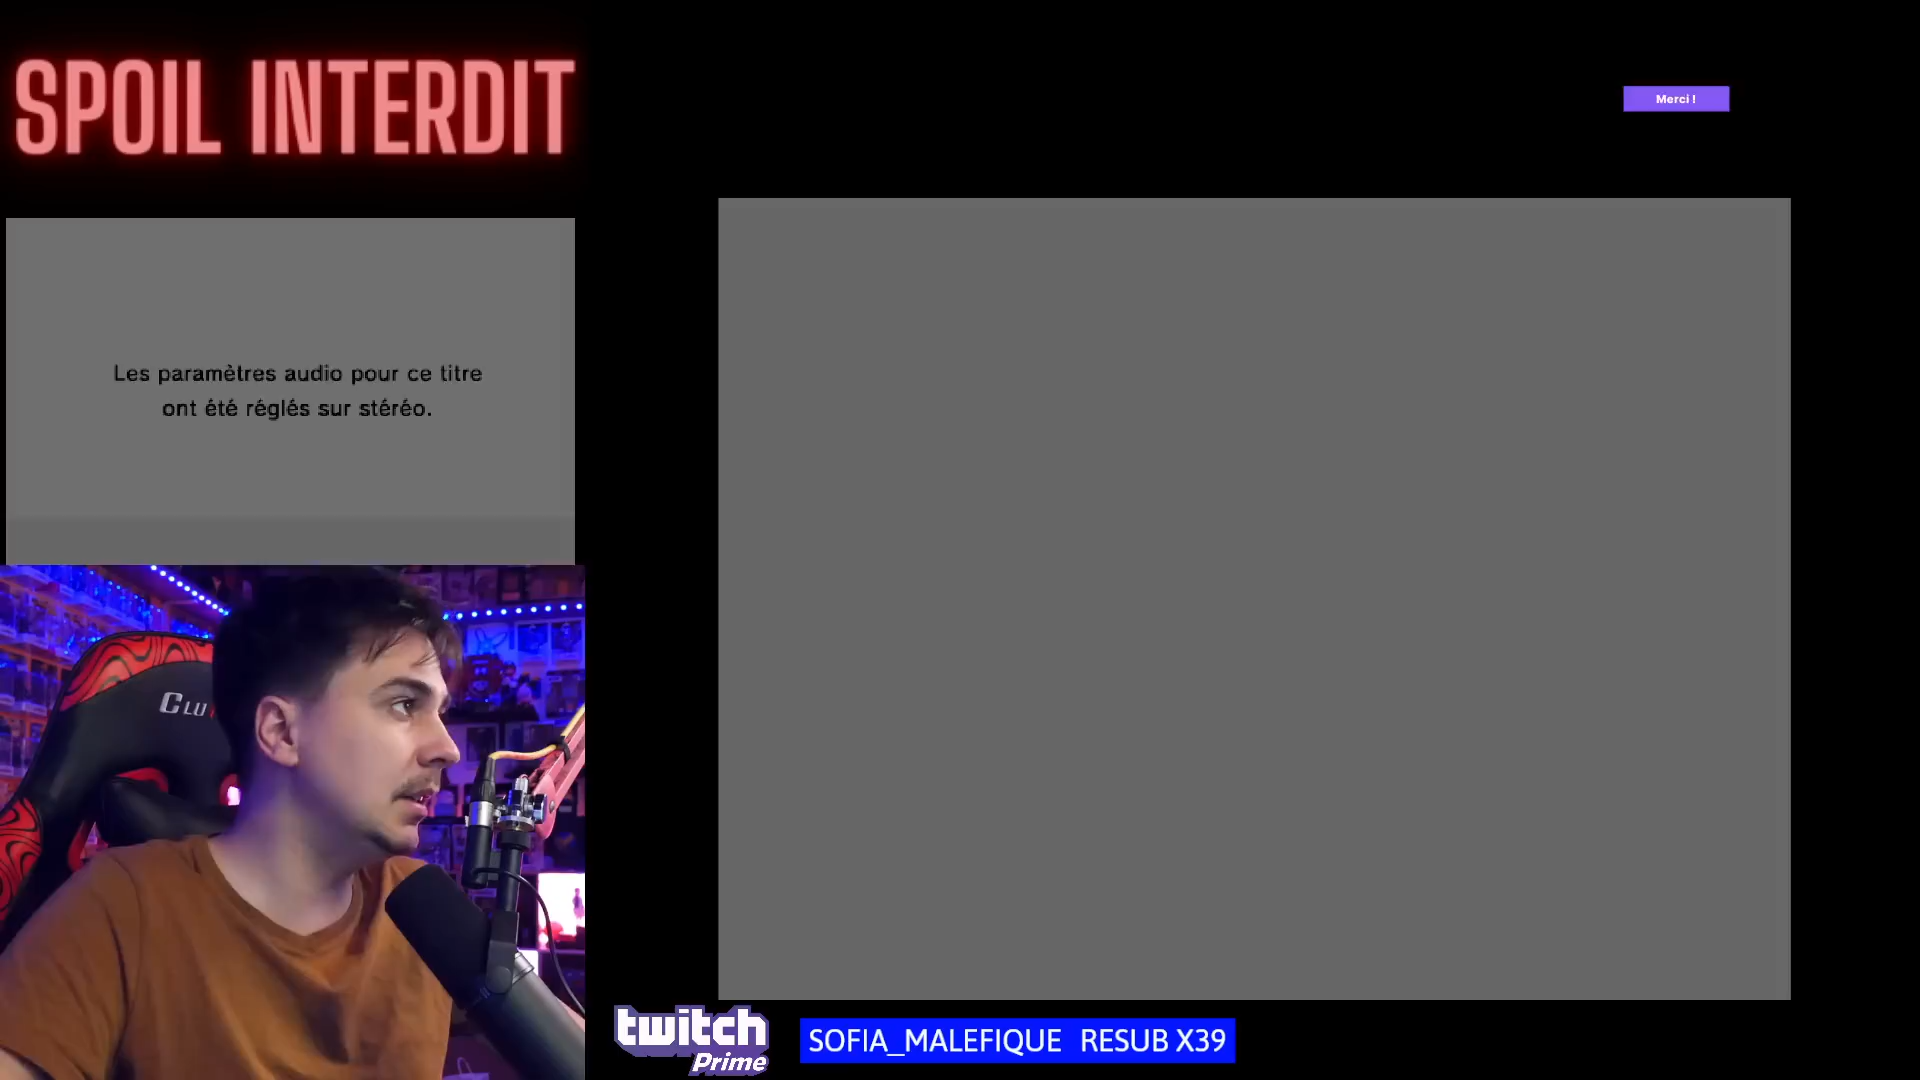 SPOIL INTERDIT
Merci !
Les paramètres audio pour ce titre
ont été réglés sur stéréo.
CLU
twitch
Prime
SOFIA_MALEFIQUE RESUB X39